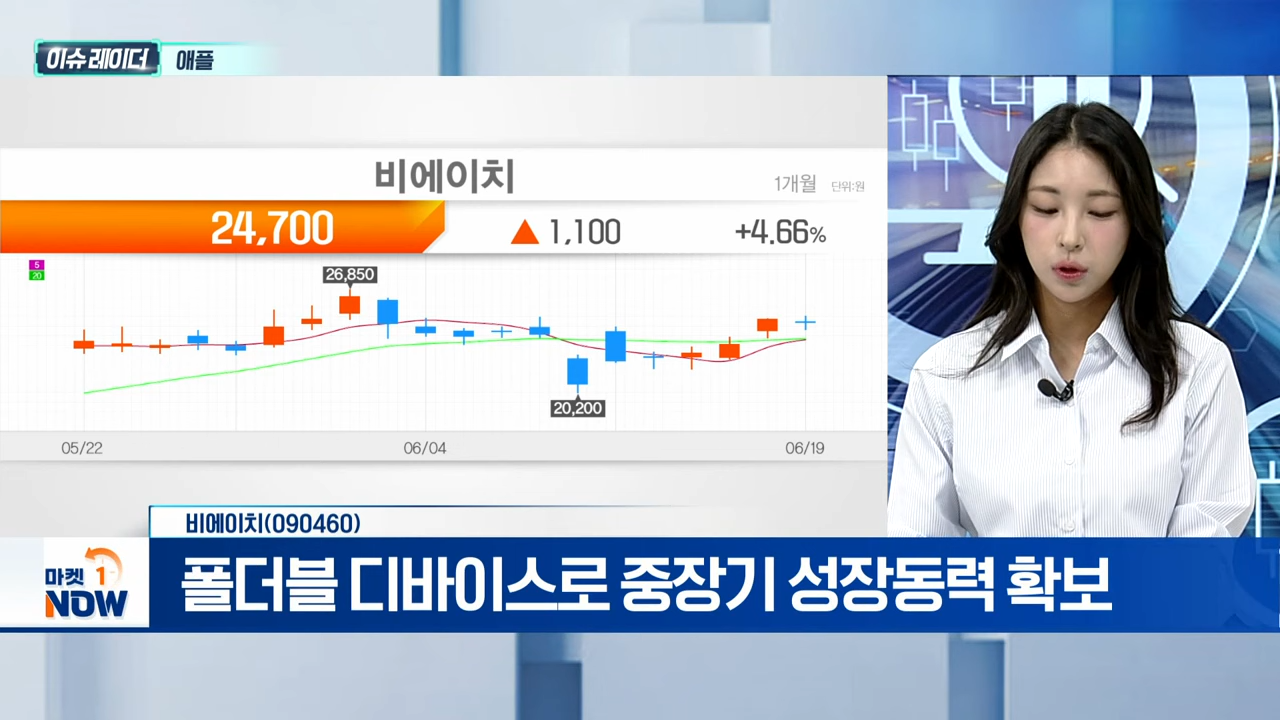 이슈레이더 애플
비에이치
1개월 단위:원
24,700 ▲ 1,100 +4.66%
5
20
26,850
20,200
05/22 06/04 06/19
비에이치(090460)
마켓 1
NOW
폴더블 디바이스로 중장기 성장동력 확보